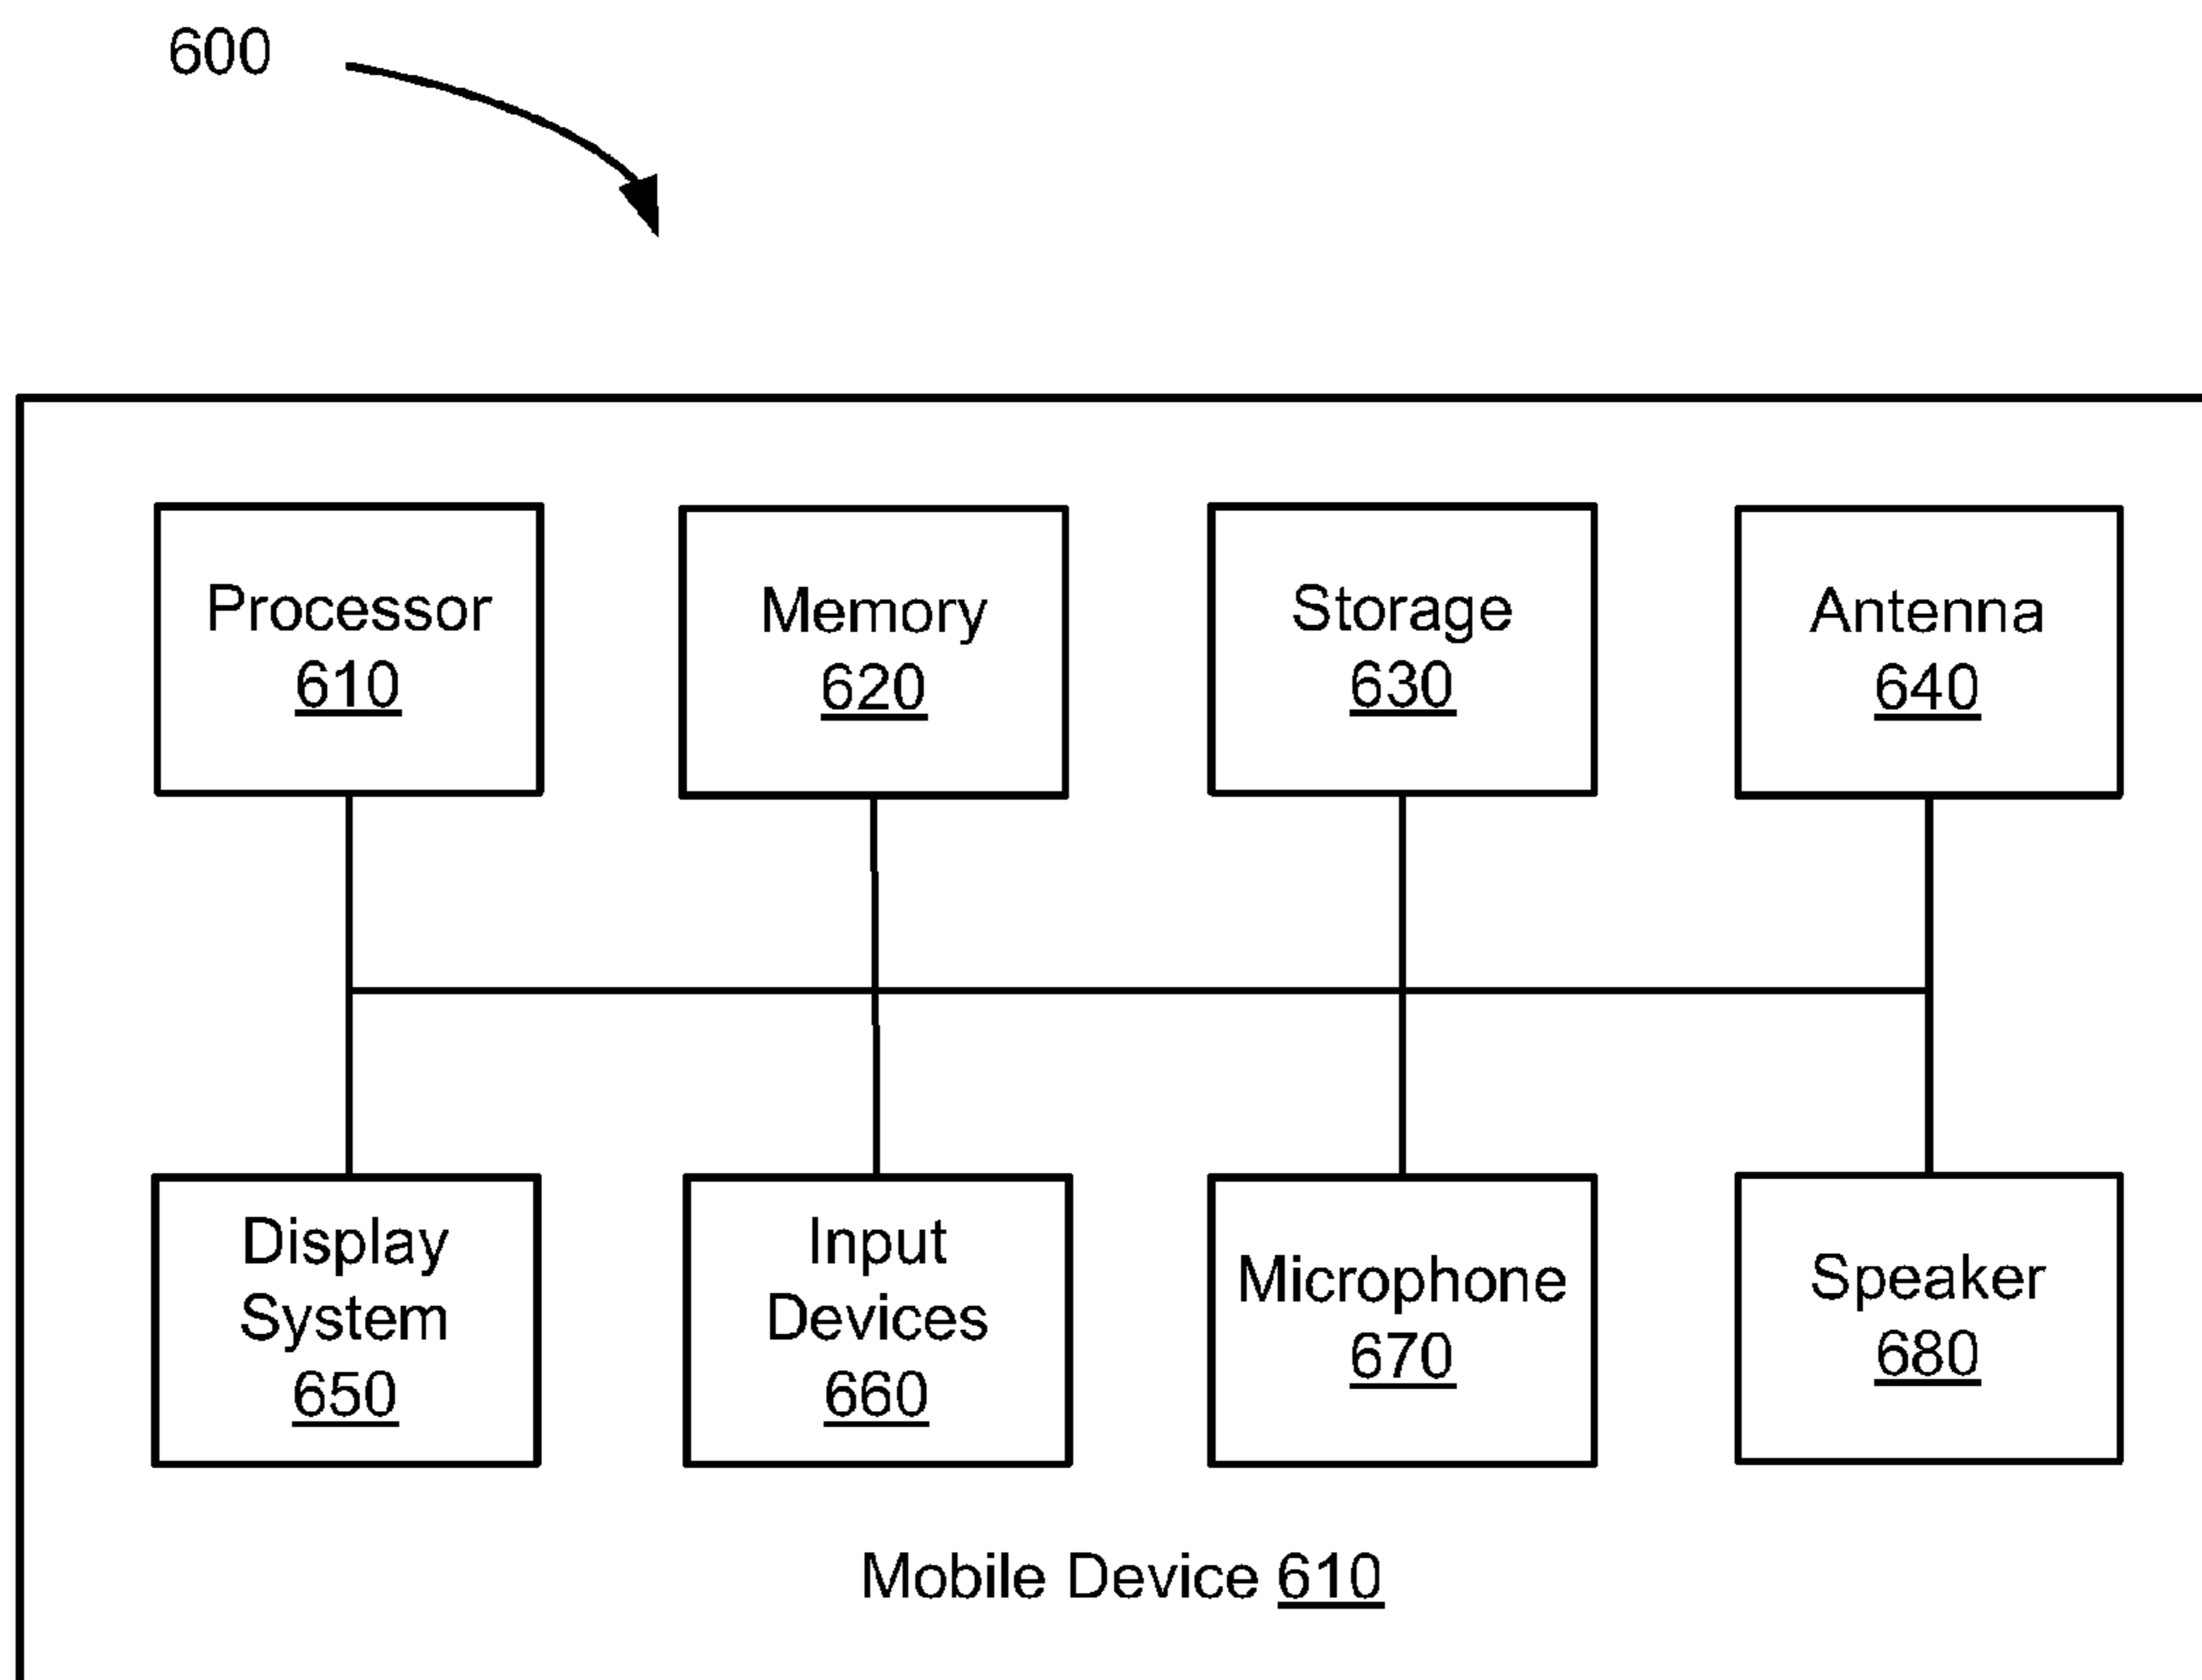 600
Processor
610
Memory
620
Storage
630
Antenna
640
Display
System
650
Input
Devices
660
Microphone
670
Speaker
680
Mobile Device 610